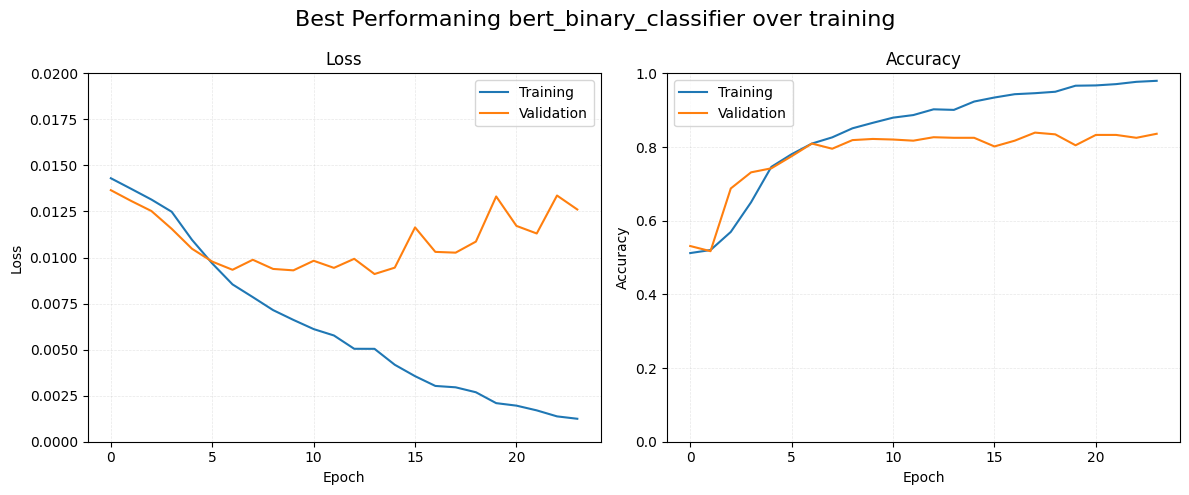 Best Performaning bert_binary_classifier over training
Loss
0.0200
0.0175
0.0150
0.0125
0.0100
0.0075
0.0050
0.0025
0.0000
Loss
Training
Validation
0
5
10
15
20
Epoch
Accuracy
1.0
0.8
0.6
0.4
0.2
0.0
Accuracy
Training
Validation
0
5
10
15
20
Epoch